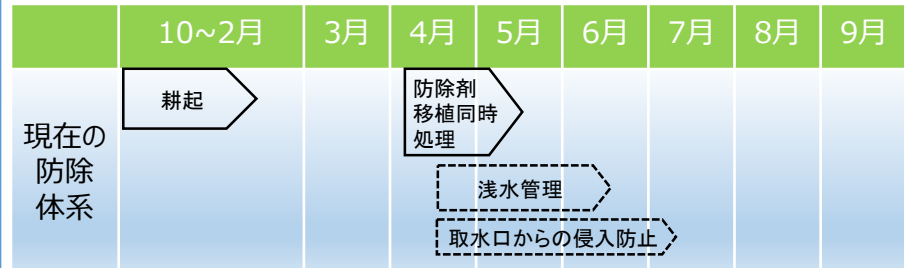 10~2月 3月 4月 5月 6月 7月 8月 9月
現在の
防除
体系
耕起
防除剤
移植同時
処理
浅水管理
取水口からの侵入防止